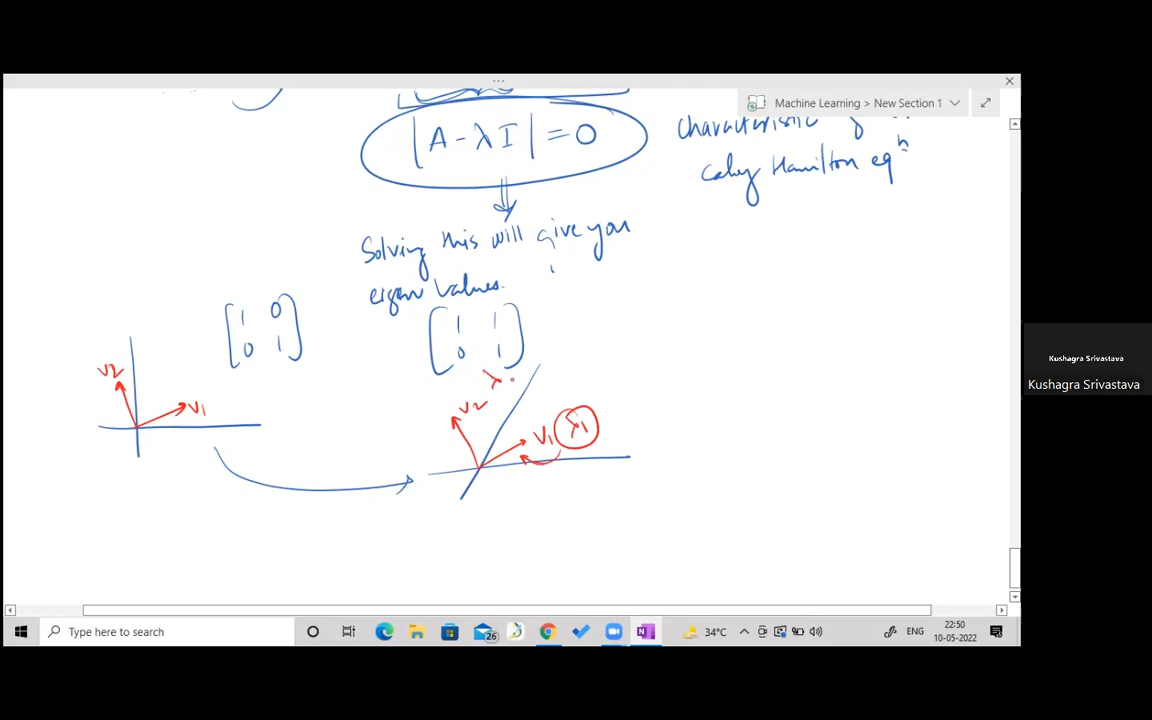 Machine Learning > New Section 1
|A - λI| = 0
characteristic
caley Hamilton eqn
Solving this will give you
eigen values.
1 0
0 1
1 1
0 1
V2
V1
V2 λ
V1 λ1
Kushagra Srivastava
Kushagra Srivastava
Type here to search
26
34°C
ENG
22:50
10-05-2022